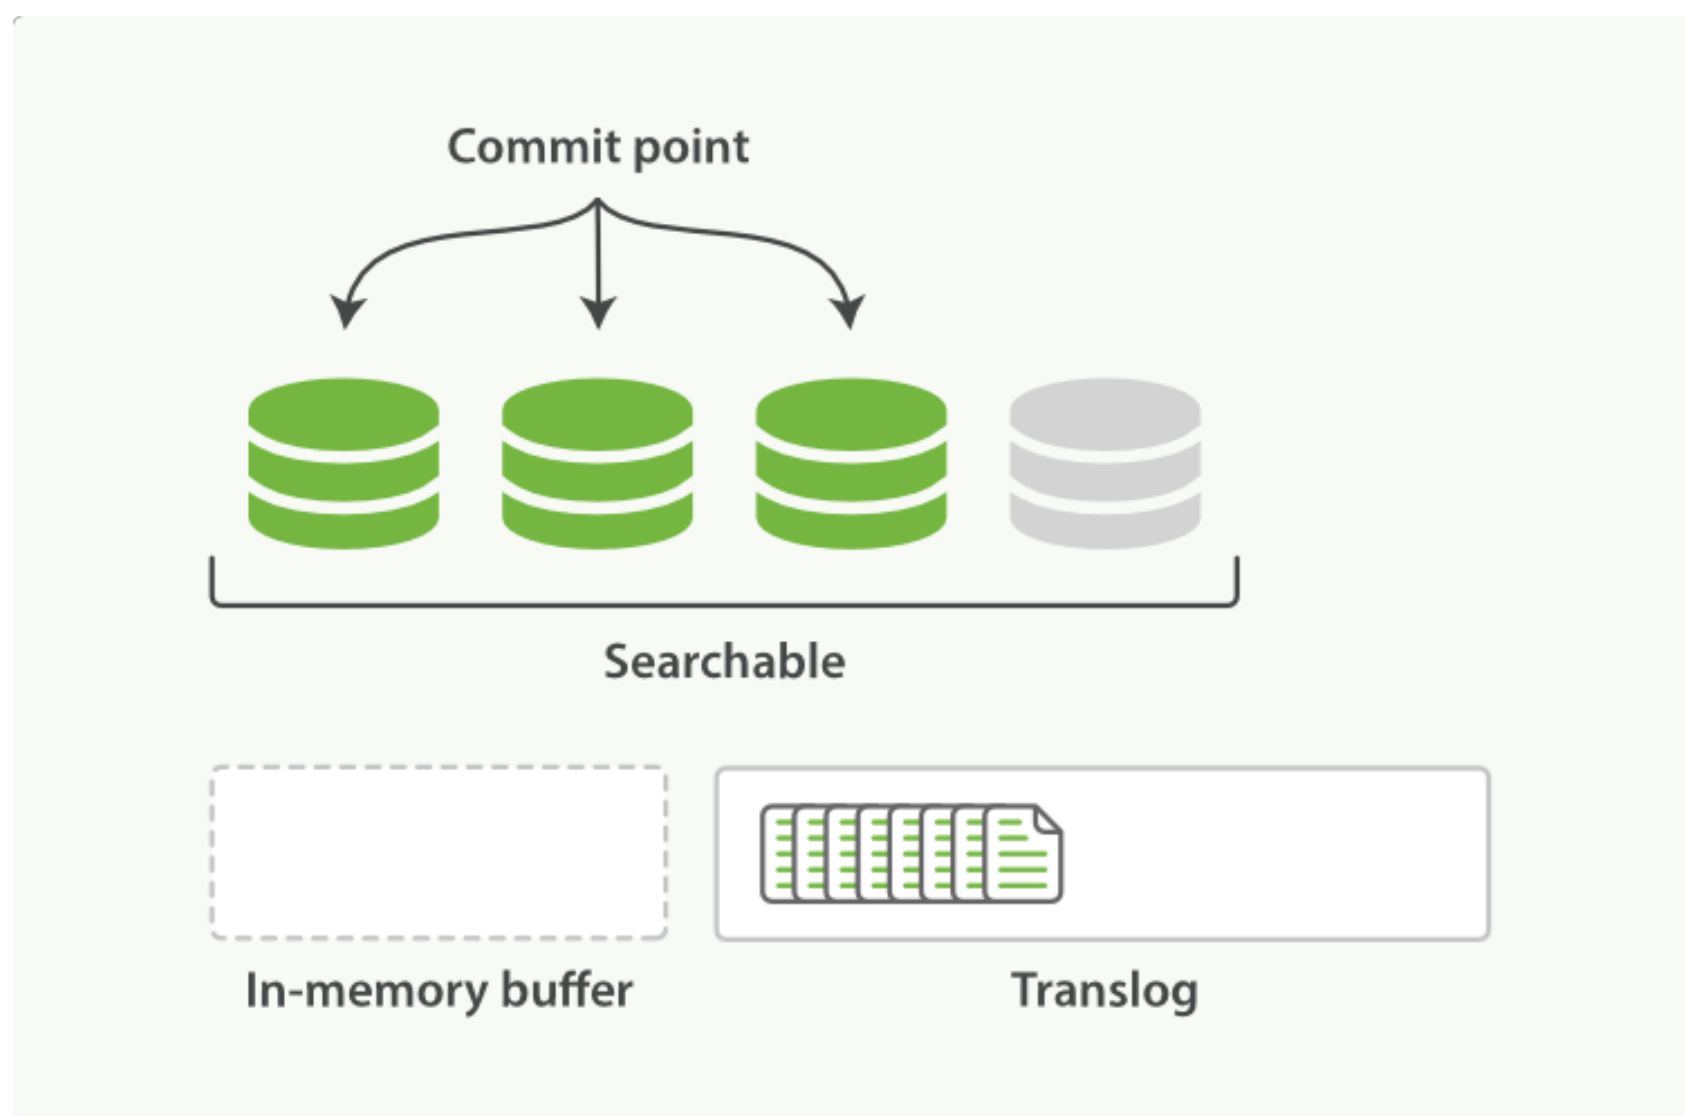 Commit point
Searchable
In-memory buffer
Translog